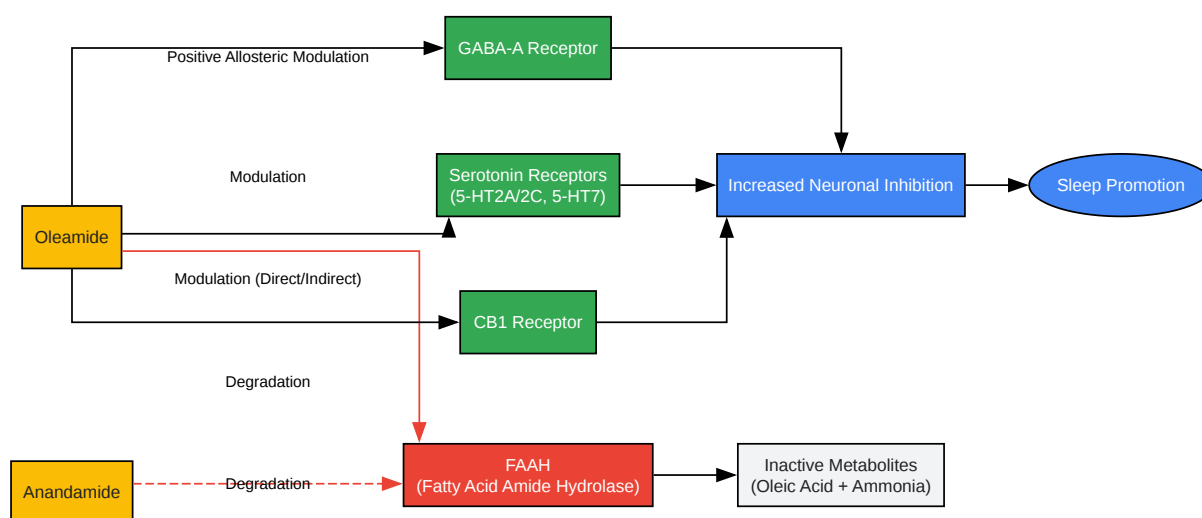 GABA-A Receptor
Positive Allosteric Modulation
Serotonin Receptors
(5-HT2A/2C, 5-HT7)
Modulation
Increased Neuronal Inhibition
Sleep Promotion
Oleamide
Modulation (Direct/Indirect)
CB1 Receptor
Degradation
FAAH
(Fatty Acid Amide Hydrolase)
Inactive Metabolites
(Oleic Acid + Ammonia)
Anandamide
Degradation